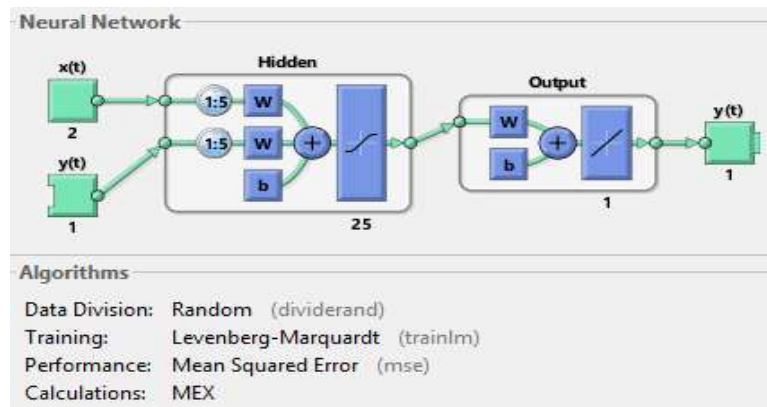 Neural Network
Hidden
x(t)
1:5
W
2
y(t)
1:5
W
+
b
1
25
Output
W
b
+
1
y(t)
1
Algorithms
Data Division: Random (dividerand)
Training: Levenberg-Marquardt (trainlm)
Performance: Mean Squared Error (mse)
Calculations: MEX